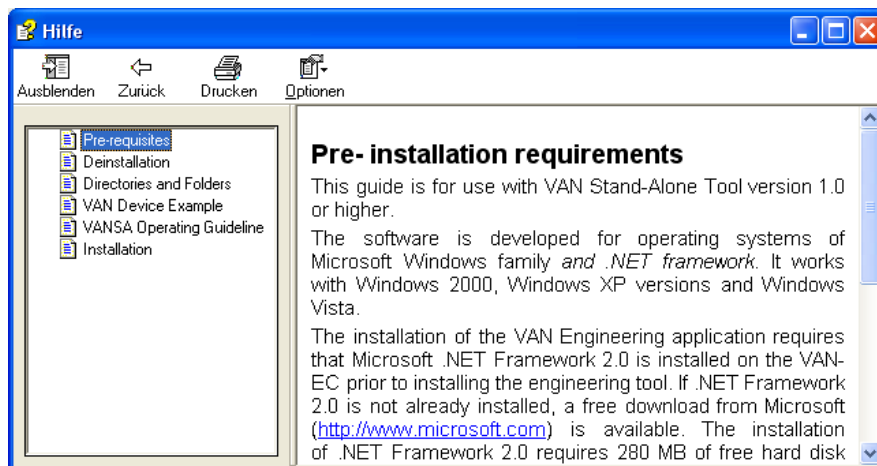 Hilfe
Ausblenden Zurück Drucken Optionen
Pre-requisites
Deinstallation
Directories and Folders
VAN Device Example
VANSA Operating Guideline
Installation
Pre- installation requirements
This guide is for use with VAN Stand-Alone Tool version 1.0
or higher.
The software is developed for operating systems of
Microsoft Windows family and .NET framework. It works
with Windows 2000, Windows XP versions and Windows
Vista.
The installation of the VAN Engineering application requires
that Microsoft .NET Framework 2.0 is installed on the VAN-
EC prior to installing the engineering tool. If .NET Framework
2.0 is not already installed, a free download from Microsoft
(http://www.microsoft.com) is available. The installation
of .NET Framework 2.0 requires 280 MB of free hard disk